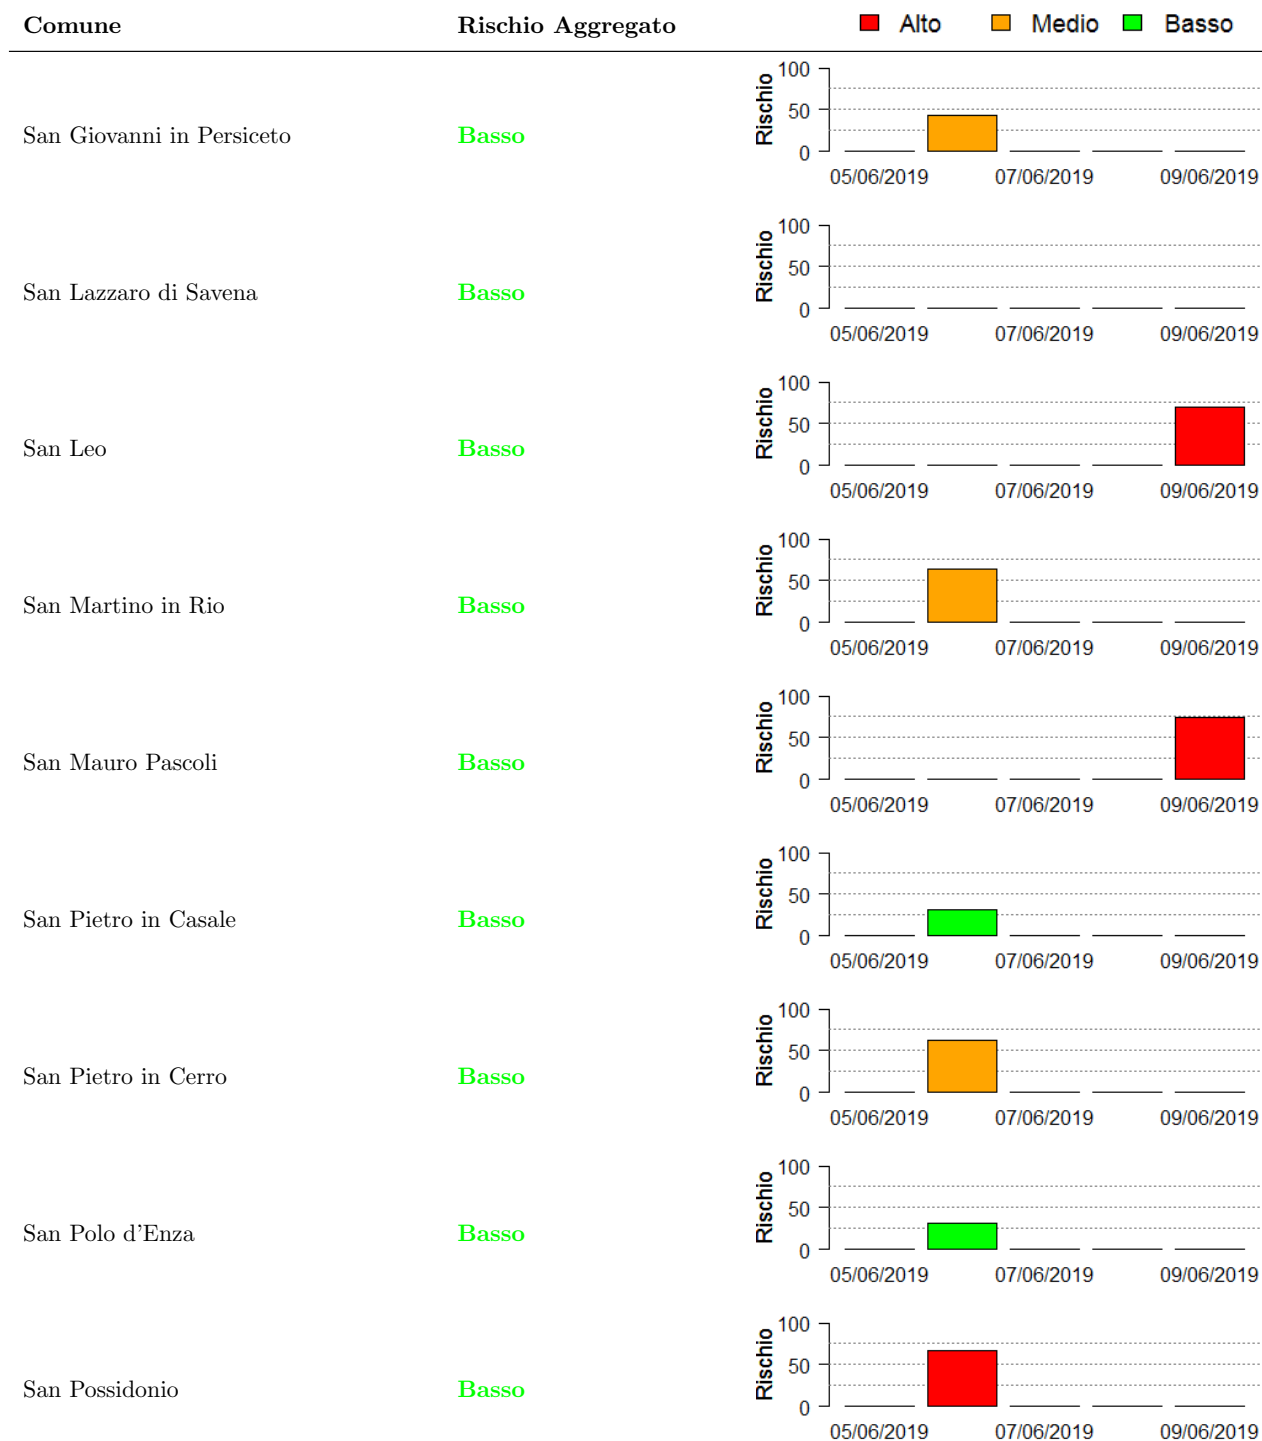 Comune Rischio Aggregato Alto Medio Basso
100
50
0
Rischio
San Giovanni in Persiceto Basso
05/06/2019 07/06/2019 09/06/2019
100
50
0
Rischio
San Lazzaro di Savena Basso
05/06/2019 07/06/2019 09/06/2019
100
50
0
Rischio
San Leo Basso
05/06/2019 07/06/2019 09/06/2019
100
50
0
Rischio
San Martino in Rio Basso
05/06/2019 07/06/2019 09/06/2019
100
50
0
Rischio
San Mauro Pascoli Basso
05/06/2019 07/06/2019 09/06/2019
100
50
0
Rischio
San Pietro in Casale Basso
05/06/2019 07/06/2019 09/06/2019
100
50
0
Rischio
San Pietro in Cerro Basso
05/06/2019 07/06/2019 09/06/2019
100
50
0
Rischio
San Polo d'Enza Basso
05/06/2019 07/06/2019 09/06/2019
100
50
0
Rischio
San Possidonio Basso
05/06/2019 07/06/2019 09/06/2019